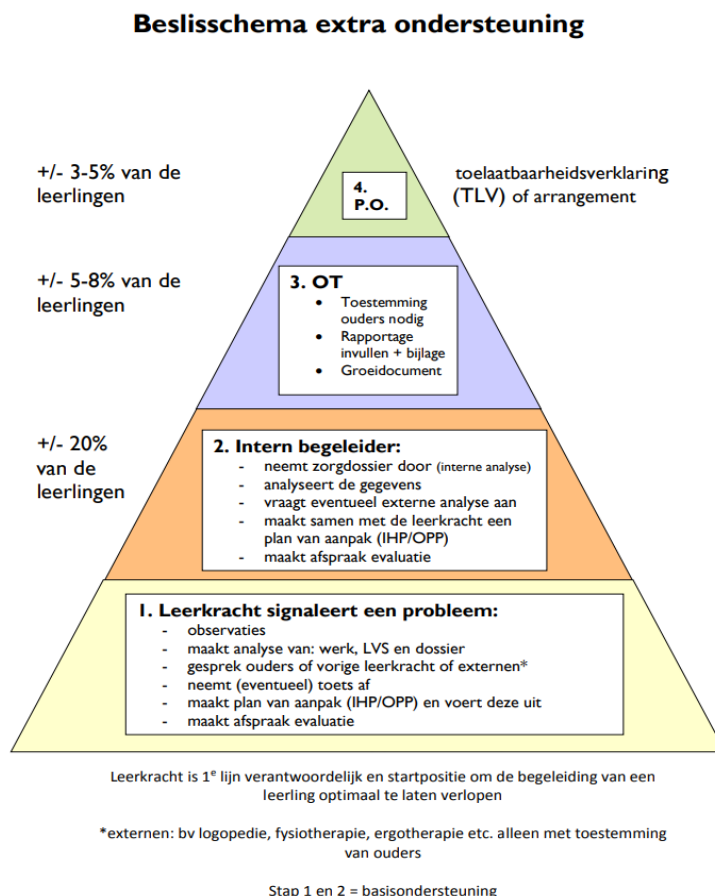 Beslisschema extra ondersteuning
+/- 3-5% van de
leerlingen
4.
P.O.
toelaatbaarheidsverklaring
(TLV) of arrangement
+/- 5-8% van de
leerlingen
3. OT
• Toestemming
ouders nodig
• Rapportage
invullen + bijlage
• Groeidocument
+/- 20%
van de
leerlingen
2. Intern begeleider:
- neemt zorgdossier door (interne analyse)
- analyseert de gegevens
- vraagt eventueel externe analyse aan
- maakt samen met de leerkracht een
plan van aanpak (IHP/OPP)
- maakt afspraak evaluatie
1. Leerkracht signaleert een probleem:
- observaties
- maakt analyse van: werk, LVS en dossier
- gesprek ouders of vorige leerkracht of externen*
- neemt (eventueel) toets af
- maakt plan van aanpak (IHP/OPP) en voert deze uit
- maakt afspraak evaluatie
Leerkracht is 1e lijn verantwoordelijk en startpositie om de begeleiding van een
leerling optimaal te laten verlopen
*externen: bv logopedie, fysiotherapie, ergotherapie etc. alleen met toestemming
van ouders
Stap 1 en 2 = basisondersteuning